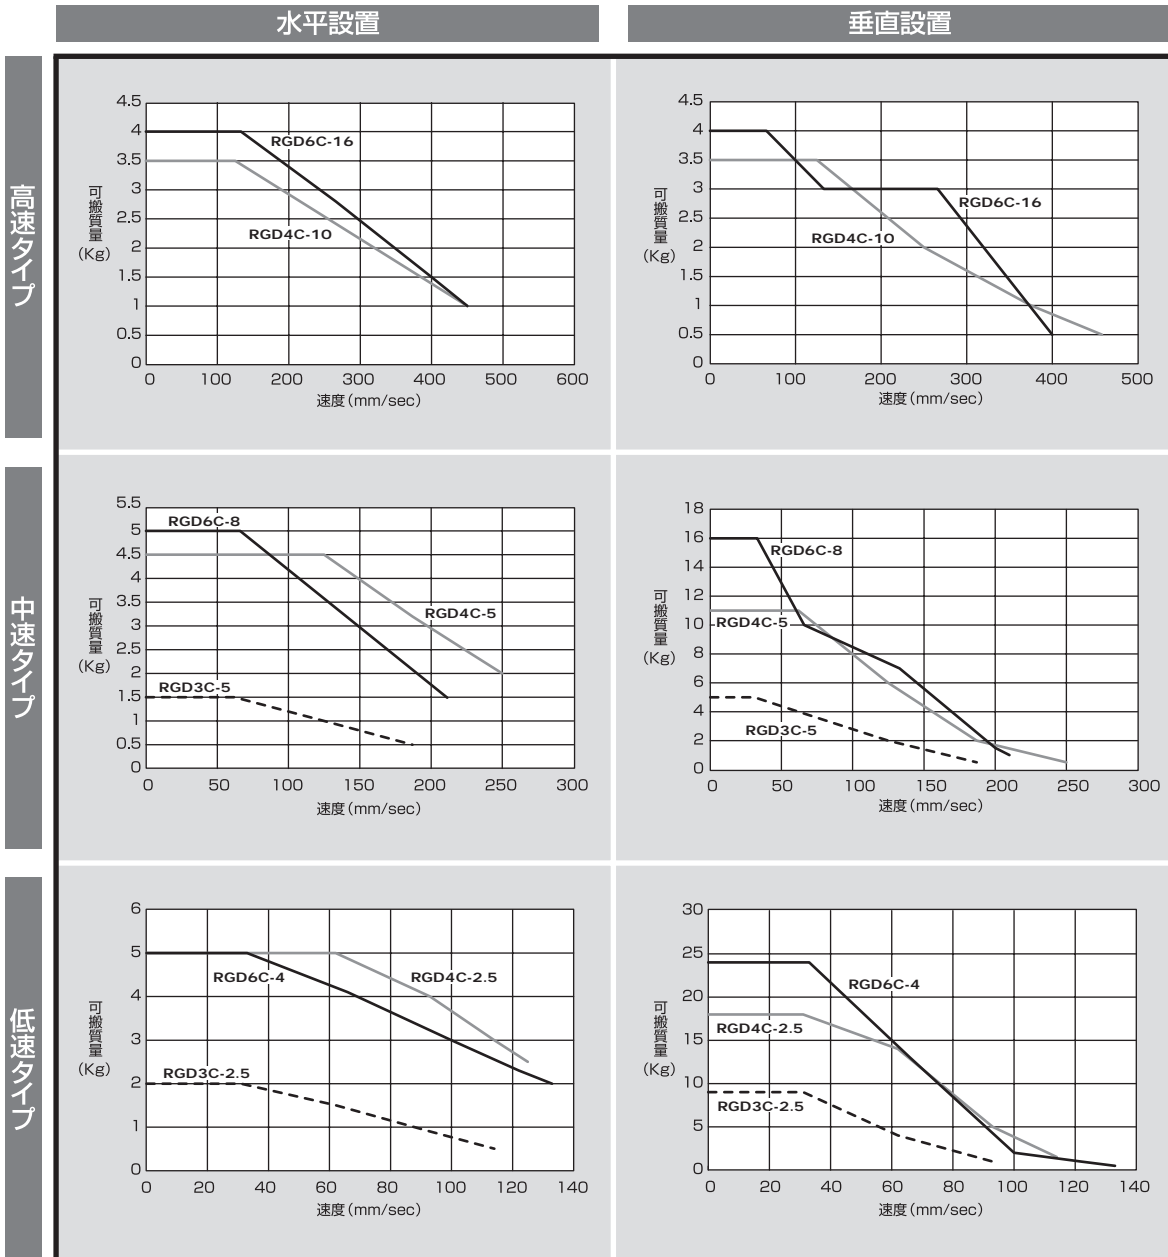 水平設置
垂直設置
高速タイプ
4.5
4
3.5
3
2.5
2
1.5
1
0.5
0
可搬質量
(Kg)
RGD6C-16
RGD4C-10
0 100 200 300 400 500 600
速度(mm/sec)
4.5
4
3.5
3
2.5
2
1.5
1
0.5
0
可搬質量
(Kg)
RGD6C-16
RGD4C-10
0 100 200 300 400 500
速度(mm/sec)
中速タイプ
5.5
5
4.5
4
3.5
3
2.5
2
1.5
1
0.5
0
可搬質量
(Kg)
RGD6C-8
RGD4C-5
RGD3C-5
0 50 100 150 200 250 300
速度(mm/sec)
18
16
14
12
10
8
6
4
2
0
可搬質量
(Kg)
RGD6C-8
RGD4C-5
RGD3C-5
0 50 100 150 200 250 300
速度(mm/sec)
低速タイプ
6
5
4
3
2
1
0
可搬質量
(Kg)
RGD6C-4
RGD4C-2.5
RGD3C-2.5
0 20 40 60 80 100 120 140
速度(mm/sec)
30
25
20
15
10
5
0
可搬質量
(Kg)
RGD6C-4
RGD4C-2.5
RGD3C-2.5
0 20 40 60 80 100 120 140
速度(mm/sec)